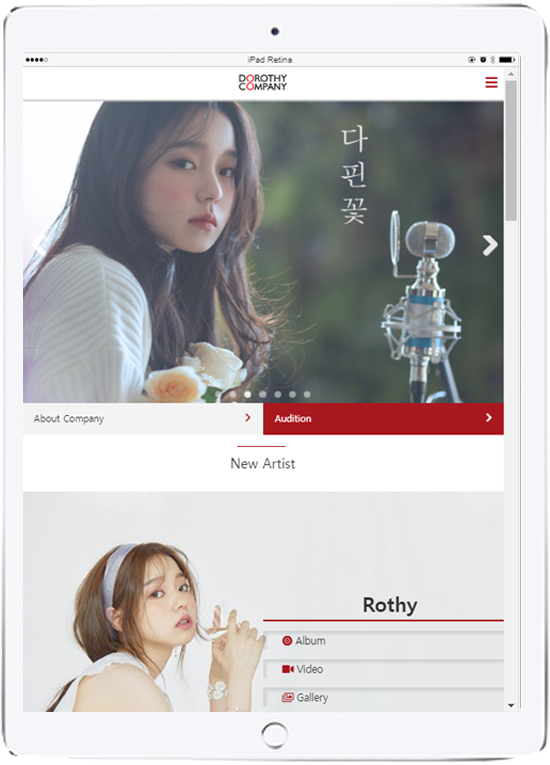 iPad Retina
DOROTHY
COMPANY
다
핀
꽃
About Company
Audition
New Artist
Rothy
Album
Video
Gallery